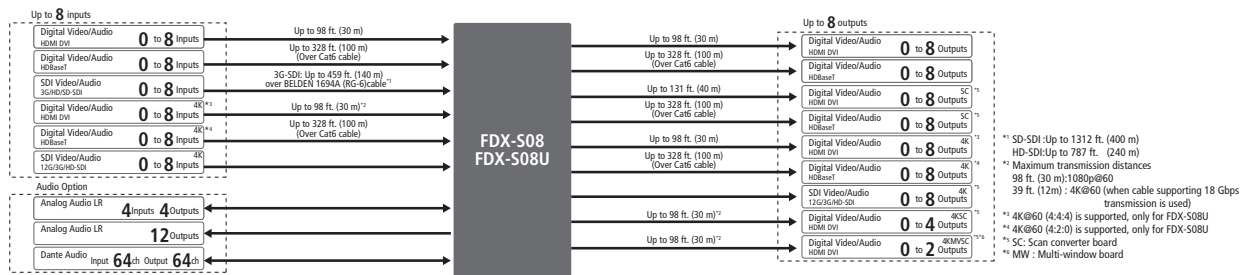 Up to 8 inputs
Digital Video/Audio
HDMI DVI
0 to 8 Inputs
Up to 98 ft. (30 m)
Digital Video/Audio
HDBaseT
0 to 8 Inputs
Up to 328 ft. (100 m)
(Over Cat6 cable)
SDI Video/Audio
3G/HD/SD-SDI
0 to 8 Inputs
3G-SDI: Up to 459 ft. (140 m)
over BELDEN 1694A (RG-6)cable*1
Digital Video/Audio
HDMI DVI
4K*3
0 to 8 Inputs
Up to 98 ft. (30 m)*2
Digital Video/Audio
HDBaseT
4K*4
0 to 8 Inputs
Up to 328 ft. (100 m)
(Over Cat6 cable)
SDI Video/Audio
12G/3G/HD-SDI
4K
0 to 8 Inputs
Audio Option
Analog Audio LR
4Inputs 4Outputs
Analog Audio LR
12Outputs
Dante Audio Input 64ch Output 64ch
FDX-S08
FDX-S08U
Up to 8 outputs
Up to 98 ft. (30 m)
Digital Video/Audio
HDMI DVI
0 to 8 Outputs
Up to 328 ft. (100 m)
(Over Cat6 cable)
Digital Video/Audio
HDBaseT
0 to 8 Outputs
Up to 131 ft. (40 m)
Digital Video/Audio
HDMI DVI
SC*5
0 to 8 Outputs
Up to 328 ft. (100 m)
(Over Cat6 cable)
Digital Video/Audio
HDBaseT
SC*5
0 to 8 Outputs
Up to 98 ft. (30 m)
Digital Video/Audio
HDMI DVI
4K*3
0 to 8 Outputs
Up to 328 ft. (100 m)
(Over Cat6 cable)
Digital Video/Audio
HDBaseT
4K*4
0 to 8 Outputs
SDI Video/Audio
12G/3G/HD-SDI
4K*5
0 to 8 Outputs
Up to 98 ft. (30 m)*2
Digital Video/Audio
HDMI DVI
4KSC*5
0 to 4 Outputs
Up to 98 ft. (30 m)*2
Digital Video/Audio
HDMI DVI
4KMVSC*5*6
0 to 2 Outputs
*1 SD-SDI :Up to 1312 ft. (400 m)
HD-SDI:Up to 787 ft. (240 m)
*2 Maximum transmission distances
98 ft. (30 m):1080p@60
39 ft. (12m) : 4K@60 (when cable supporting 18 Gbps
transmission is used)
*3 4K@60 (4:4:4) is supported, only for FDX-S08U
*4 4K@60 (4:2:0) is supported, only for FDX-S08U
*5 SC: Scan converter board
*6 MW : Multi-window board